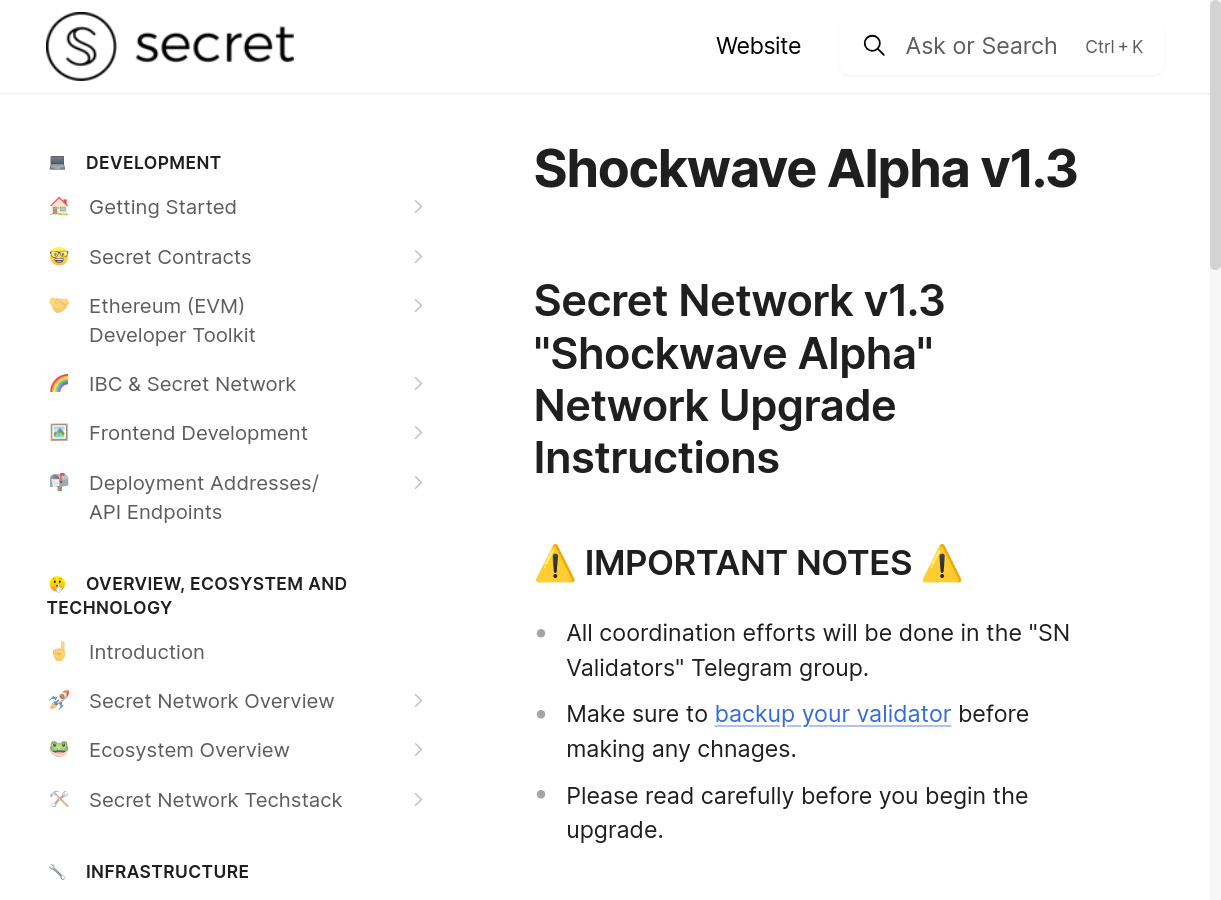 secret
Website
Ask or Search
Ctrl + K
DEVELOPMENT
Getting Started
Secret Contracts
Ethereum (EVM)
Developer Toolkit
IBC & Secret Network
Frontend Development
Deployment Addresses/
API Endpoints
OVERVIEW, ECOSYSTEM AND
TECHNOLOGY
Introduction
Secret Network Overview
Ecosystem Overview
Secret Network Techstack
INFRASTRUCTURE
Shockwave Alpha v1.3
Secret Network v1.3
"Shockwave Alpha"
Network Upgrade
Instructions
⚠️ IMPORTANT NOTES ⚠️
All coordination efforts will be done in the "SN
Validators" Telegram group.
Make sure to backup your validator before
making any chnages.
Please read carefully before you begin the
upgrade.